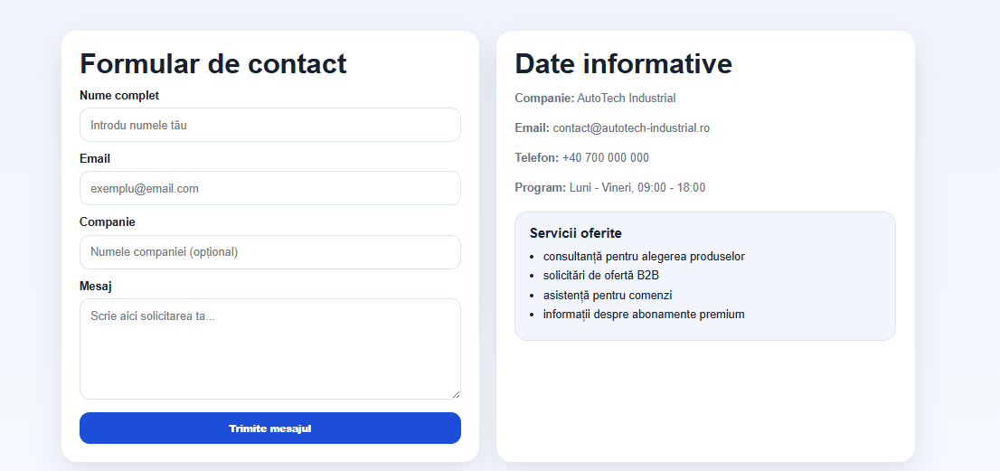 Formular de contact
Nume complet
Introdu numele tău
Email
exemplu@email.com
Companie
Numele companiei (opțional)
Mesaj
Scrie aici solicitarea ta...
Trimite mesajul
Date informative
Companie: AutoTech Industrial
Email: contact@autotech-industrial.ro
Telefon: +40 700 000 000
Program: Luni - Vineri, 09:00 - 18:00
Servicii oferite
consultanță pentru alegerea produselor
solicitări de ofertă B2B
asistență pentru comenzi
informații despre abonamente premium